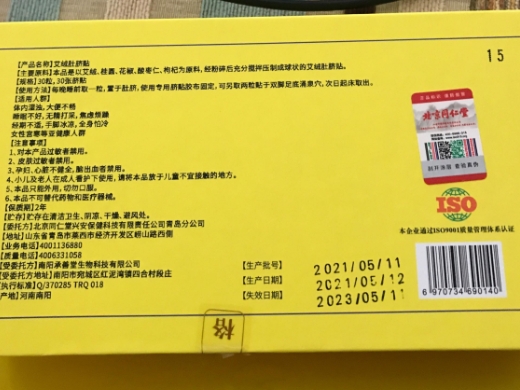 【产品名称】艾绒肚脐贴
【主要原料】本品是以艾绒、桂嘉、花椒、酸枣仁、枸杞为原料，经粉碎后充分搅拌压制成球状的艾绒肚脐贴。
【规格】30粒，30张脐贴
【使用方法】每晚睡前取一粒，置于肚脐，使用专用脐贴胶布固定，可另取两粒贴于双脚足底涌泉穴，次日起床取出。
【适用人群】
体内湿浊，大便不格
睡眠不好，无精打采，焦虑烦躁
经期不适，手脚冰凉，全身怕冷
女性宫寒等亚健康人群
【注意事项】
1、对本产品过敏者禁用。
2、皮肤过敏者禁用。
3、孕妇、心脏不健全、脑出血者禁用。
4、小儿及老人在成人看护下使用，请将本品放于儿童不宜接触的地方。
5、本品只能外用，切勿口服。
6、本品不可替代药物和医疗器械。
【保质期】2年
【贮存】贮存在清洁卫生、阴凉、干燥、避风处。
【委托方】北京同仁堂兴安保健科技有限责任公司青岛分公司
【地址】山东省青岛市莱西市经济开发区崂山路西侧
【业务电话】4001136880
【质量电话】4006331058
【受委托方】南阳承善堂生物科技有限公司
【受委托方地址】南阳市宛城区红泥湾镇四合村段庄
【执行标准】Q/370285 TRQ 018
【产地】河南南阳
【生产批号】 2021/05/11
【生产日期】 2021/05/12
【失效日期】 2023/05/11
15
北京同仁堂
ISO
本企业通过ISO9001质量管理体系认证
6 970734 690140
格